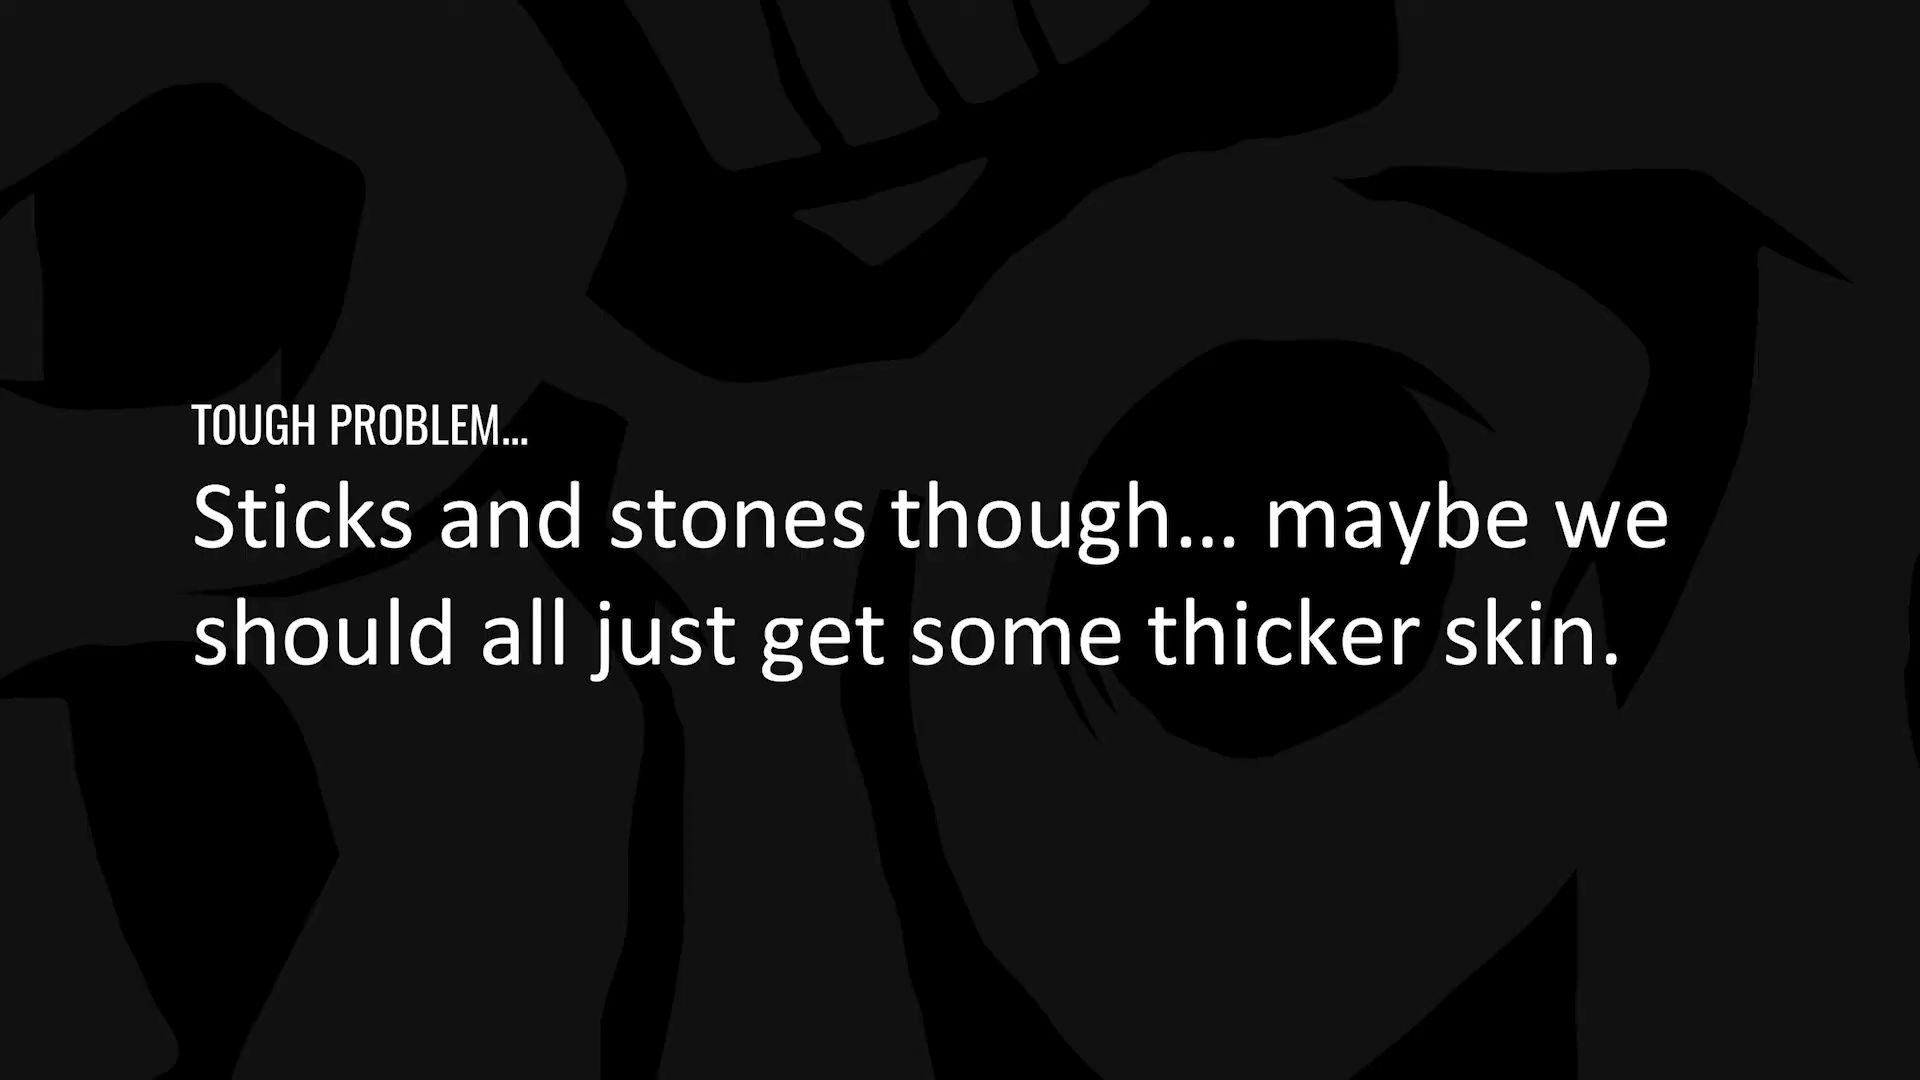 TOUGH PROBLEM...
Sticks and stones though... maybe we
should all just get some thicker skin.